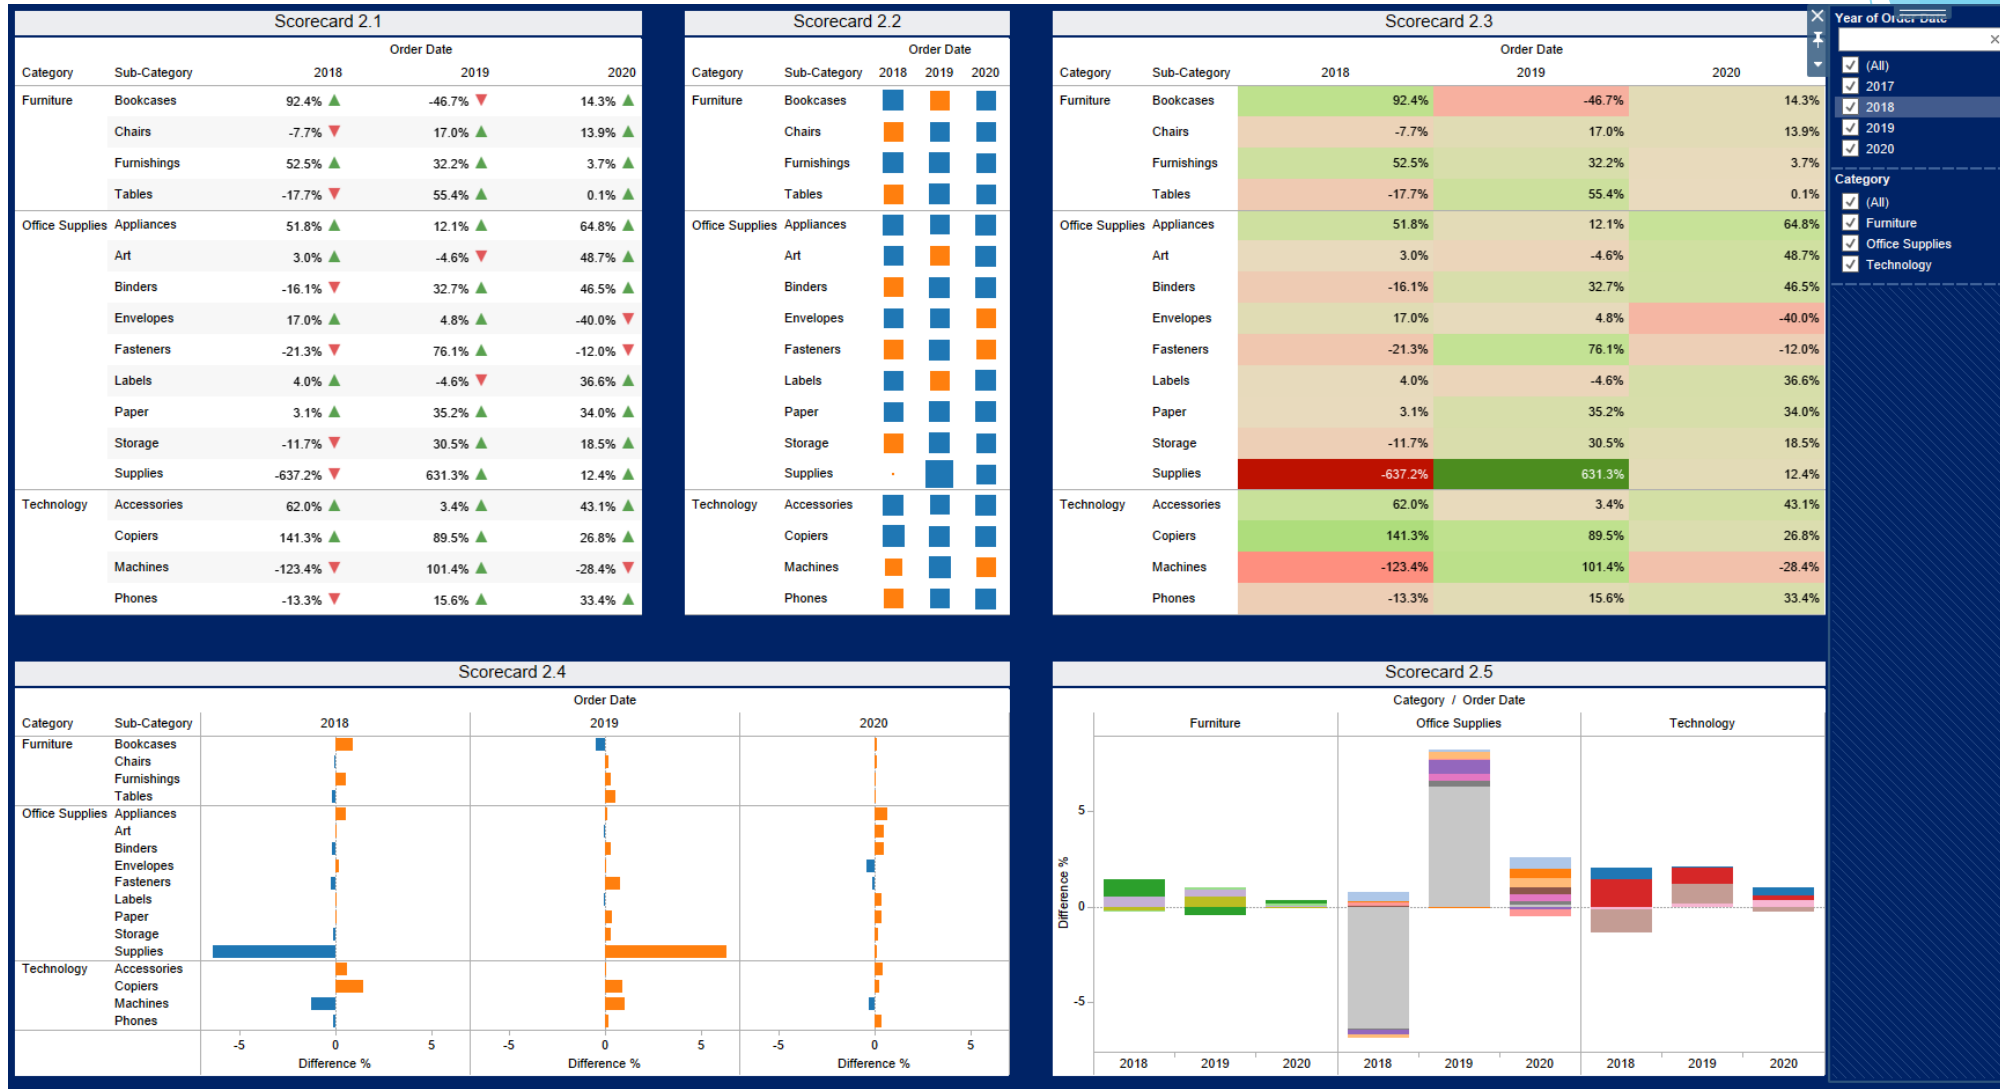 Scorecard 2.1
Order Date
Category Sub-Category 2018 2019 2020
Furniture Bookcases 92.4% -46.7% 14.3%
Chairs -7.7% 17.0% 13.9%
Furnishings 52.5% 32.2% 3.7%
Tables -17.7% 55.4% 0.1%
Office Supplies Appliances 51.8% 12.1% 64.8%
Art 3.0% -4.6% 48.7%
Binders -16.1% 32.7% 46.5%
Envelopes 17.0% 4.8% -40.0%
Fasteners -21.3% 76.1% -12.0%
Labels 4.0% -4.6% 36.6%
Paper 3.1% 35.2% 34.0%
Storage -11.7% 30.5% 18.5%
Supplies -637.2% 631.3% 12.4%
Technology Accessories 62.0% 3.4% 43.1%
Copiers 141.3% 89.5% 26.8%
Machines -123.4% 101.4% -28.4%
Phones -13.3% 15.6% 33.4%
Scorecard 2.2
Order Date
Category Sub-Category 2018 2019 2020
Furniture Bookcases
Chairs
Furnishings
Tables
Office Supplies Appliances
Art
Binders
Envelopes
Fasteners
Labels
Paper
Storage
Supplies
Technology Accessories
Copiers
Machines
Phones
Scorecard 2.3
Order Date
Category Sub-Category 2018 2019 2020
Furniture Bookcases 92.4% -46.7% 14.3%
Chairs -7.7% 17.0% 13.9%
Furnishings 52.5% 32.2% 3.7%
Tables -17.7% 55.4% 0.1%
Office Supplies Appliances 51.8% 12.1% 64.8%
Art 3.0% -4.6% 48.7%
Binders -16.1% 32.7% 46.5%
Envelopes 17.0% 4.8% -40.0%
Fasteners -21.3% 76.1% -12.0%
Labels 4.0% -4.6% 36.6%
Paper 3.1% 35.2% 34.0%
Storage -11.7% 30.5% 18.5%
Supplies -637.2% 631.3% 12.4%
Technology Accessories 62.0% 3.4% 43.1%
Copiers 141.3% 89.5% 26.8%
Machines -123.4% 101.4% -28.4%
Phones -13.3% 15.6% 33.4%
Year of Order Date
(All)
2017
2018
2019
2020
Category
(All)
Furniture
Office Supplies
Technology
Scorecard 2.4
Order Date
Category Sub-Category 2018 2019 2020
Furniture Bookcases
Chairs
Furnishings
Tables
Office Supplies Appliances
Art
Binders
Envelopes
Fasteners
Labels
Paper
Storage
Supplies
Technology Accessories
Copiers
Machines
Phones
-5 0 5 -5 0 5 -5 0 5
Difference % Difference % Difference %
Scorecard 2.5
Category / Order Date
Furniture Office Supplies Technology
Difference %
5
0
-5
2018 2019 2020 2018 2019 2020 2018 2019 2020